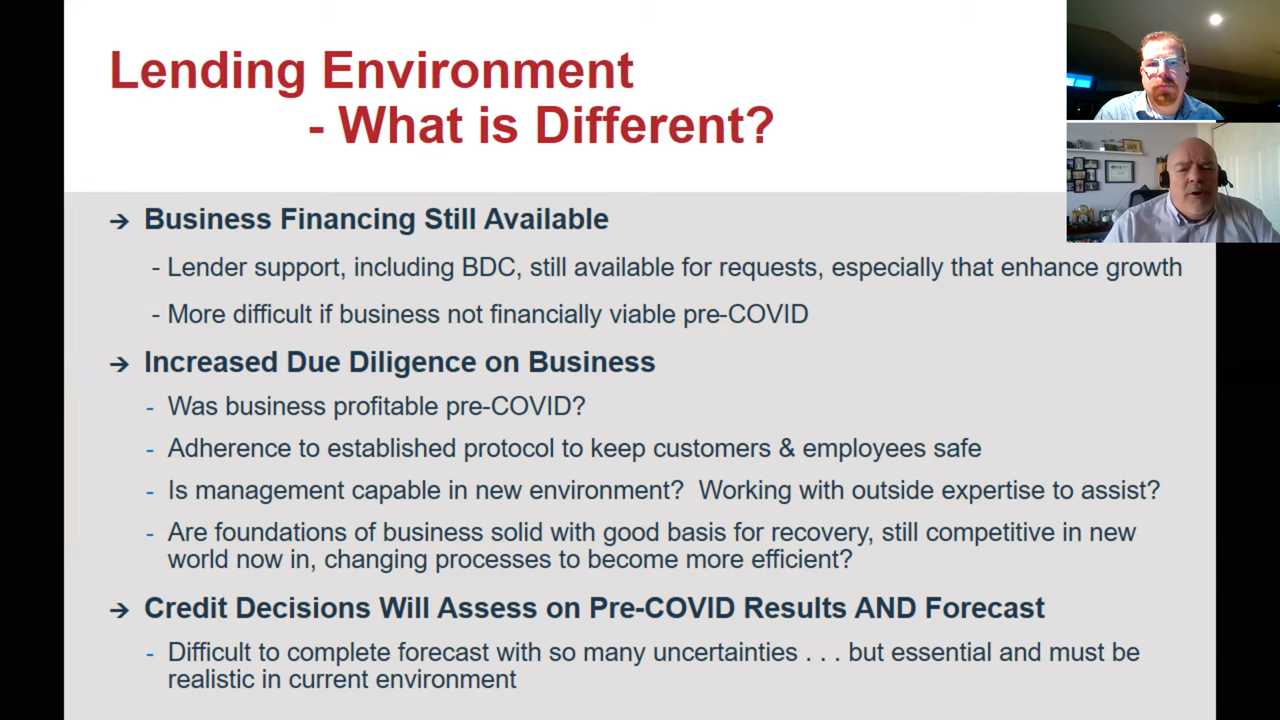 Lending Environment
- What is Different?
→ Business Financing Still Available
- Lender support, including BDC, still available for requests, especially that enhance growth
- More difficult if business not financially viable pre-COVID
→ Increased Due Diligence on Business
- Was business profitable pre-COVID?
- Adherence to established protocol to keep customers & employees safe
- Is management capable in new environment?  Working with outside expertise to assist?
- Are foundations of business solid with good basis for recovery, still competitive in new
world now in, changing processes to become more efficient?
→ Credit Decisions Will Assess on Pre-COVID Results AND Forecast
- Difficult to complete forecast with so many uncertainties . . . but essential and must be
realistic in current environment